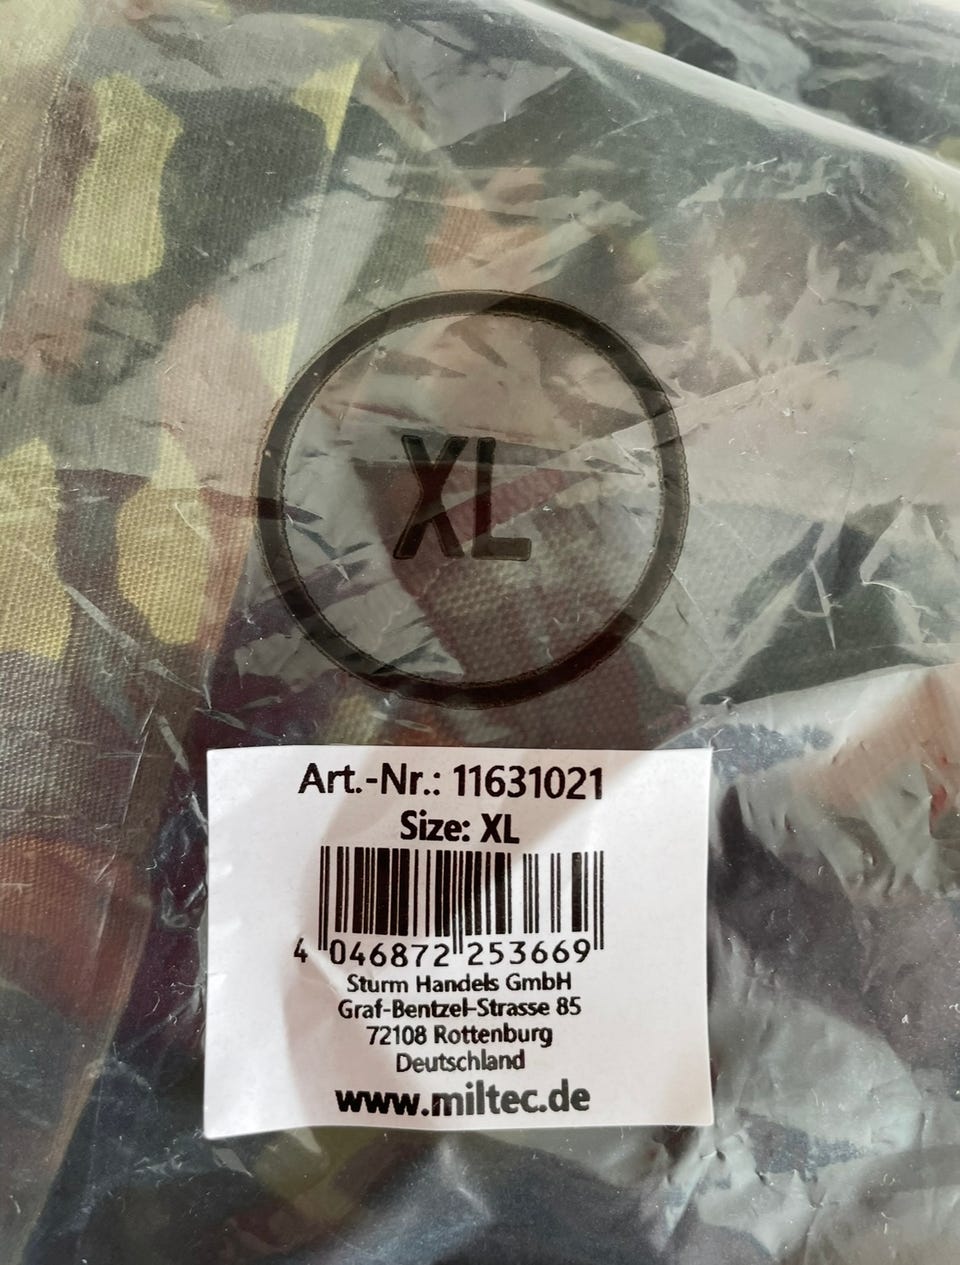 XL
Art.-Nr.: 11631021
Size: XL
4 046872 253669
Sturm Handels GmbH
Graf-Bentzel-Strasse 85
72108 Rottenburg
Deutschland
www.miltec.de